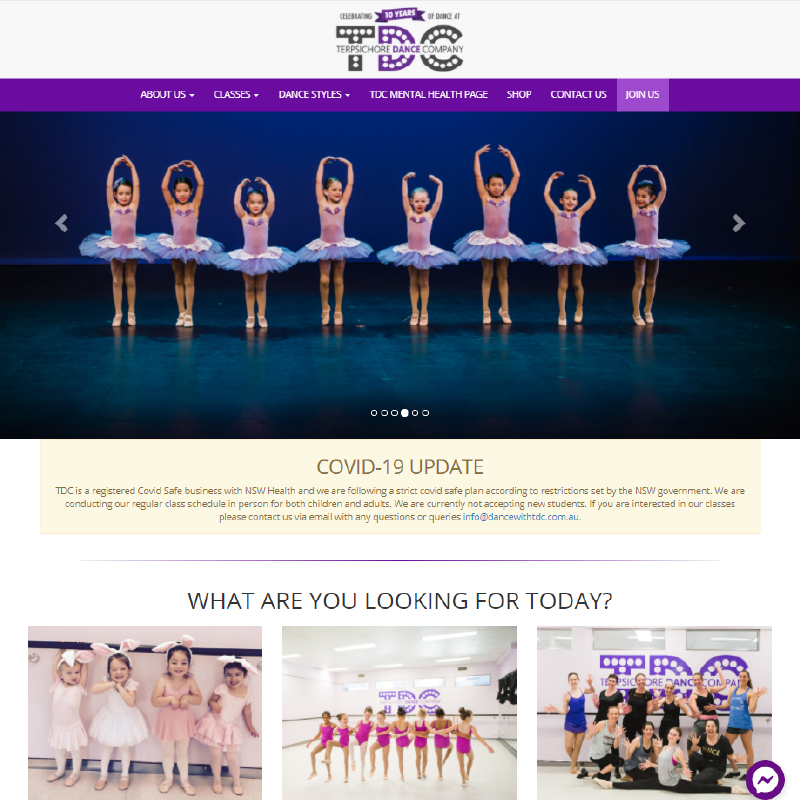 CELEBRATING 10 YEARS OF DANCE AT
TDC
TERPSICHORE DANCE COMPANY
ABOUT US CLASSES DANCE STYLES TDC MENTAL HEALTH PAGE SHOP CONTACT US JOIN US
COVID-19 UPDATE
TDC is a registered Covid Safe business with NSW Health and we are following a strict covid safe plan according to restrictions set by the NSW government. We are
conducting our regular class schedule in person for both children and adults. We are currently not accepting new students. If you are interested in our classes
please contact us via email with any questions or queries info@dancewithtdc.com.au.
WHAT ARE YOU LOOKING FOR TODAY?
TDC
TERPSICHORE DANCE COMPANY
TDC
TERPSICHORE DANCE COMPANY
DANCE